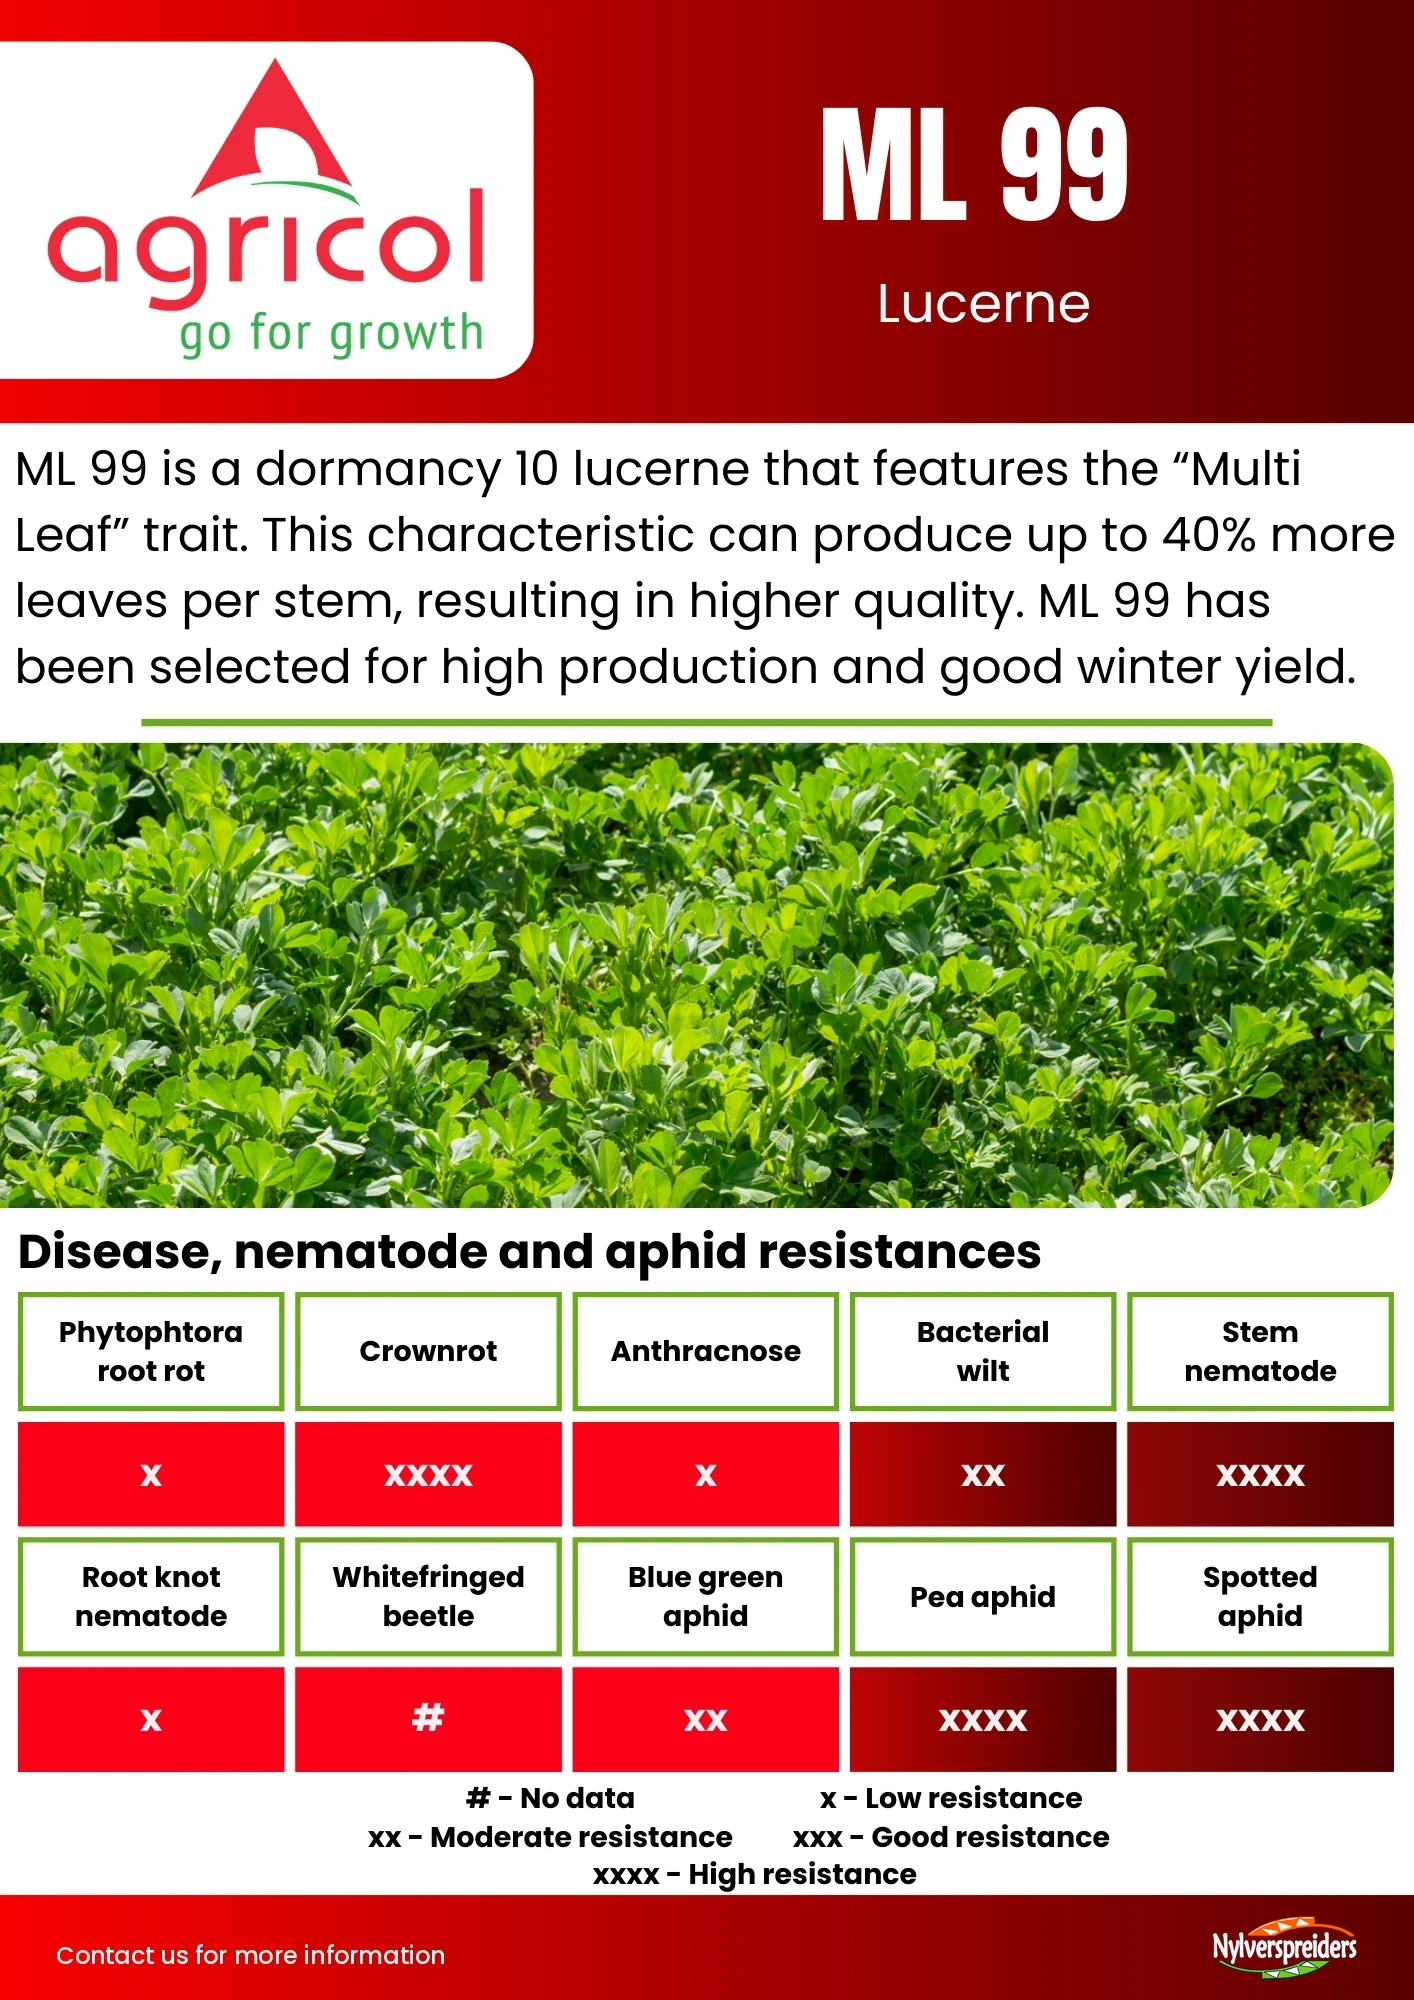 agricol
go for growth
ML 99
Lucerne
ML 99 is a dormancy 10 lucerne that features the “Multi
Leaf” trait. This characteristic can produce up to 40% more
leaves per stem, resulting in higher quality. ML 99 has
been selected for high production and good winter yield.
Disease, nematode and aphid resistances
Phytophtora
root rot
Crownrot
Anthracnose
Bacterial
wilt
Stem
nematode
x
xxxx
x
xx
xxxx
Root knot
nematode
Whitefringed
beetle
Blue green
aphid
Pea aphid
Spotted
aphid
x
#
xx
xxxx
xxxx
# - No data
x - Low resistance
xx - Moderate resistance
xxx - Good resistance
xxxx - High resistance
Contact us for more information
Nylverspreiders